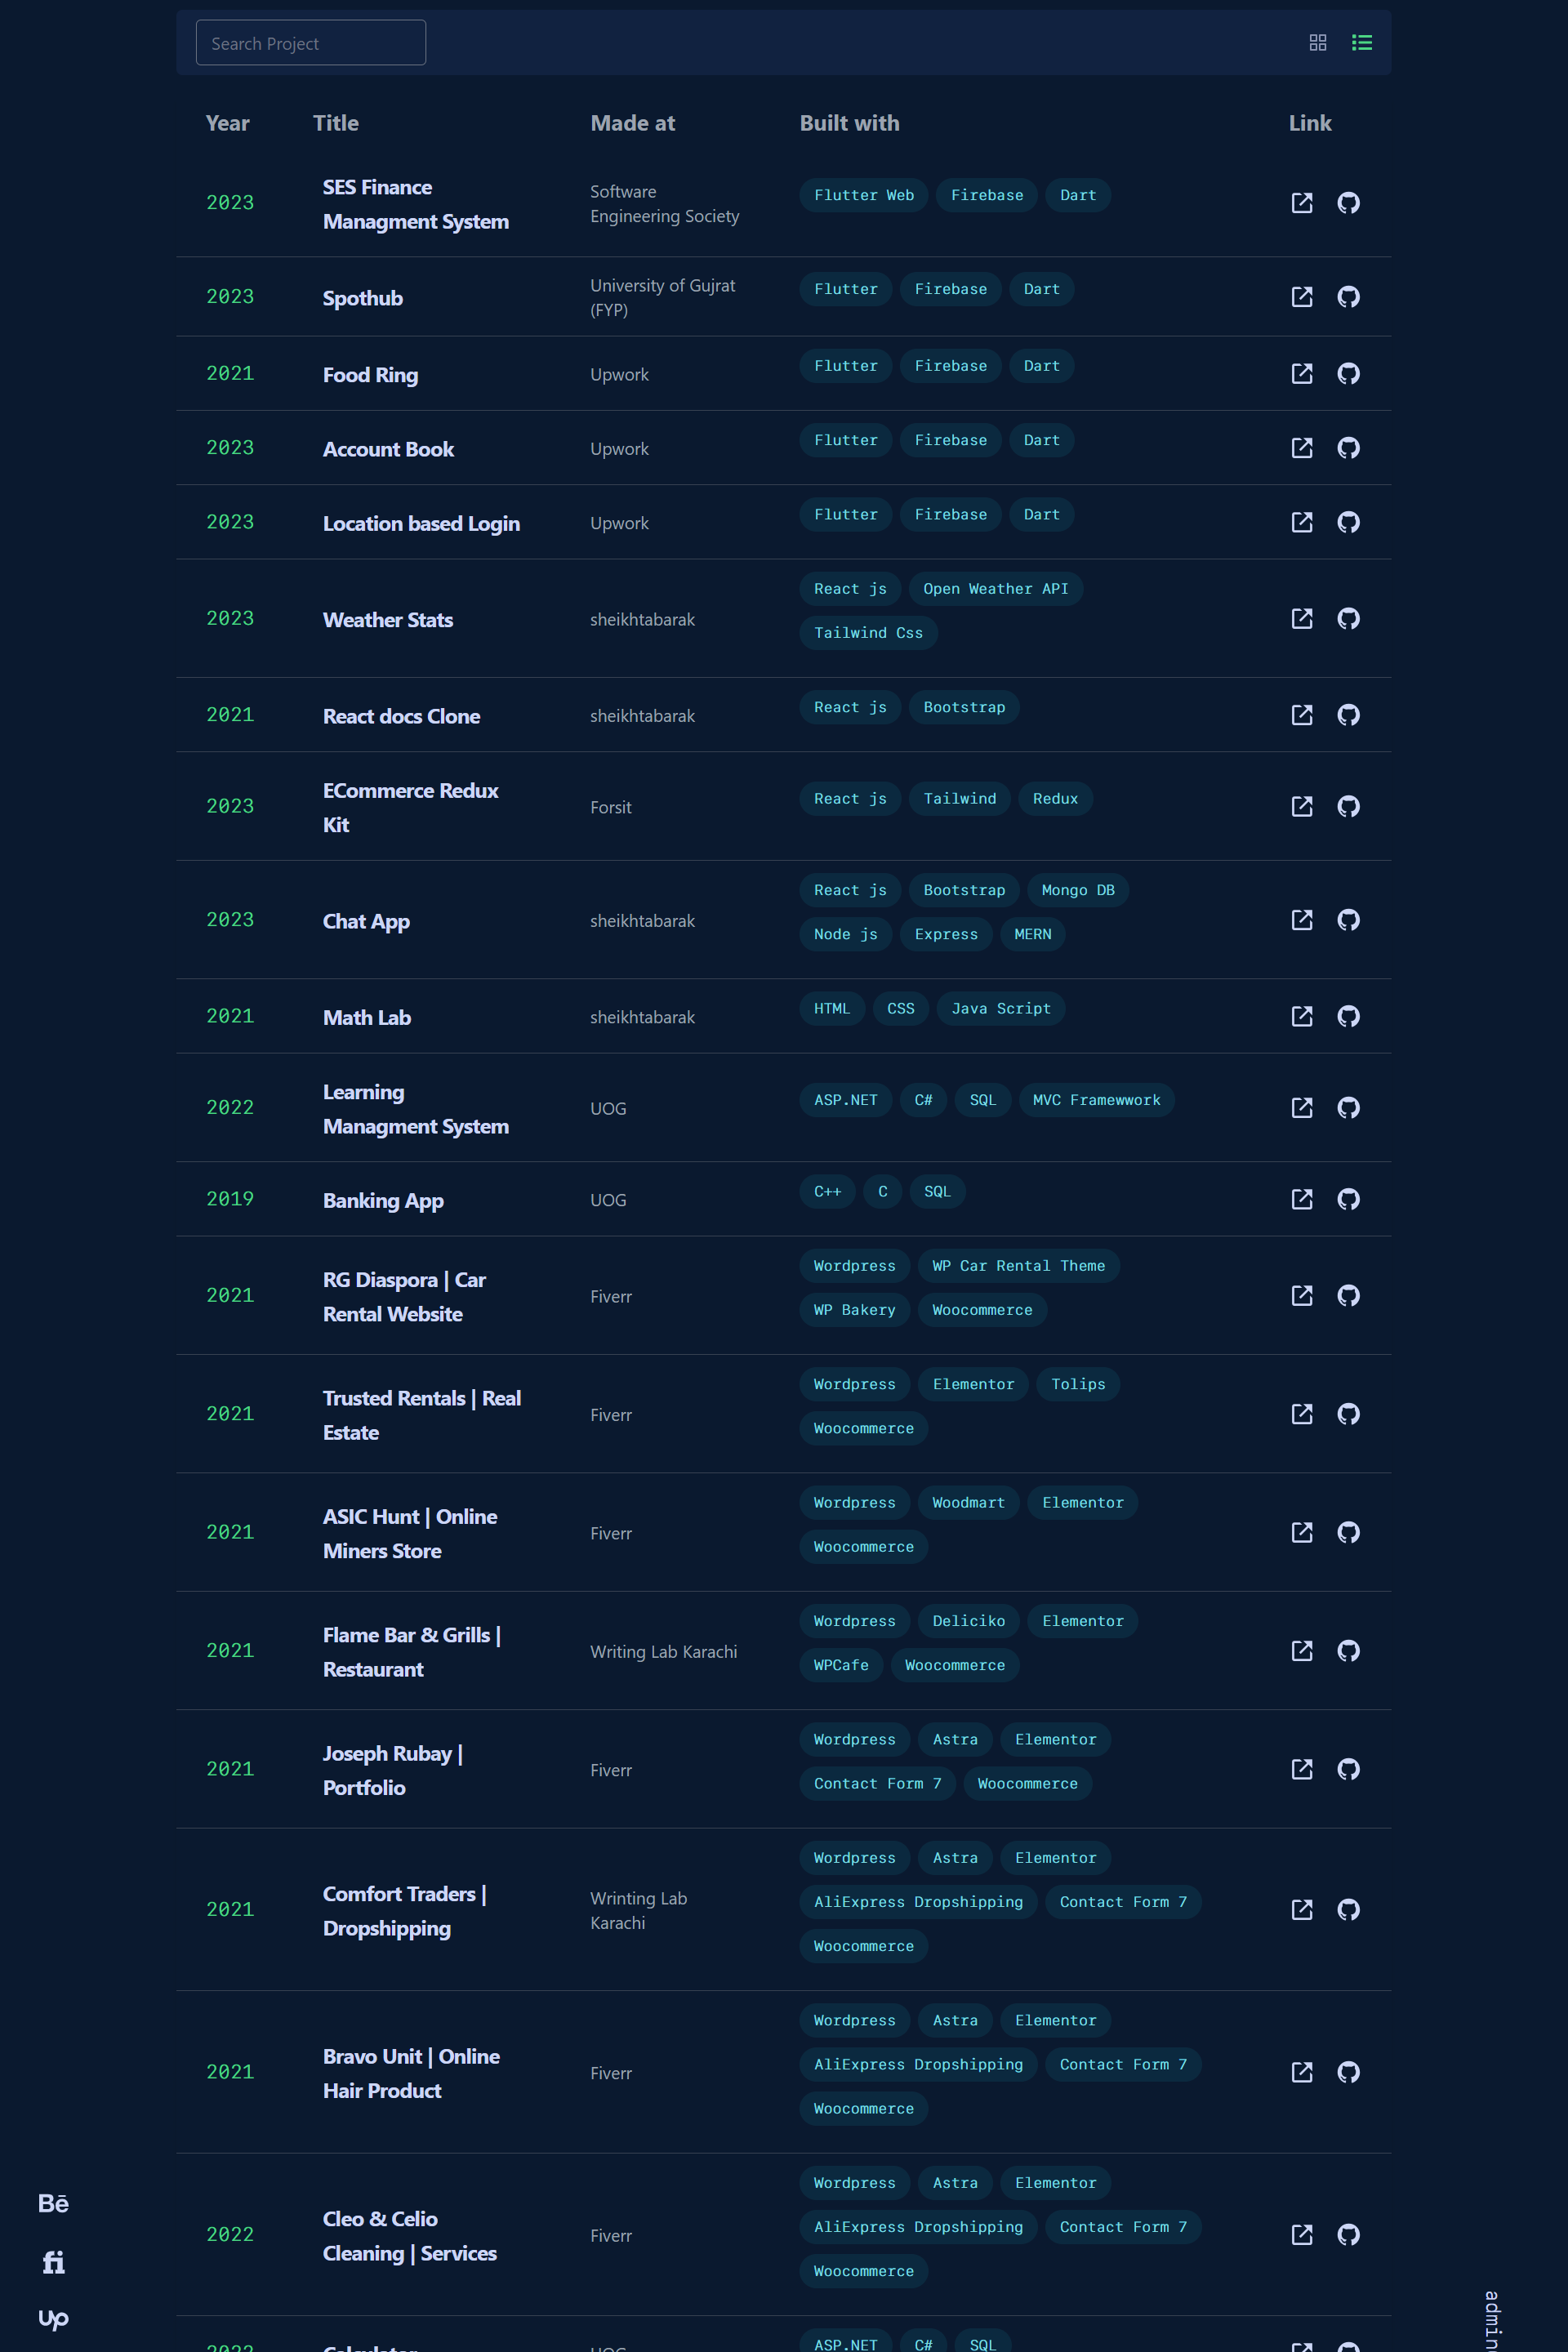 Search Project
Year Title Made at Built with Link
2023 SES Finance Managment System Software Engineering Society Flutter Web Firebase Dart
2023 Spothub University of Gujrat (FYP) Flutter Firebase Dart
2021 Food Ring Upwork Flutter Firebase Dart
2023 Account Book Upwork Flutter Firebase Dart
2023 Location based Login Upwork Flutter Firebase Dart
2023 Weather Stats sheikhtabarak React js Open Weather API Tailwind Css
2021 React docs Clone sheikhtabarak React js Bootstrap
2023 ECommerce Redux Kit Forsit React js Tailwind Redux
2023 Chat App sheikhtabarak React js Bootstrap Mongo DB Node js Express MERN
2021 Math Lab sheikhtabarak HTML CSS Java Script
2022 Learning Managment System UOG ASP.NET C# SQL MVC Framewwork
2019 Banking App UOG C++ C SQL
2021 RG Diaspora | Car Rental Website Fiverr Wordpress WP Car Rental Theme WP Bakery Woocommerce
2021 Trusted Rentals | Real Estate Fiverr Wordpress Elementor Tolips Woocommerce
2021 ASIC Hunt | Online Miners Store Fiverr Wordpress Woodmart Elementor Woocommerce
2021 Flame Bar & Grills | Restaurant Writing Lab Karachi Wordpress Deliciko Elementor WPCafe Woocommerce
2021 Joseph Rubay | Portfolio Fiverr Wordpress Astra Elementor Contact Form 7 Woocommerce
2021 Comfort Traders | Dropshipping Wrinting Lab Karachi Wordpress Astra Elementor AliExpress Dropshipping Contact Form 7 Woocommerce
2021 Bravo Unit | Online Hair Product Fiverr Wordpress Astra Elementor AliExpress Dropshipping Contact Form 7 Woocommerce
2022 Cleo & Celio Cleaning | Services Fiverr Wordpress Astra Elementor AliExpress Dropshipping Contact Form 7 Woocommerce
ASP.NET C# SQL
Bē
fi
Up
admin